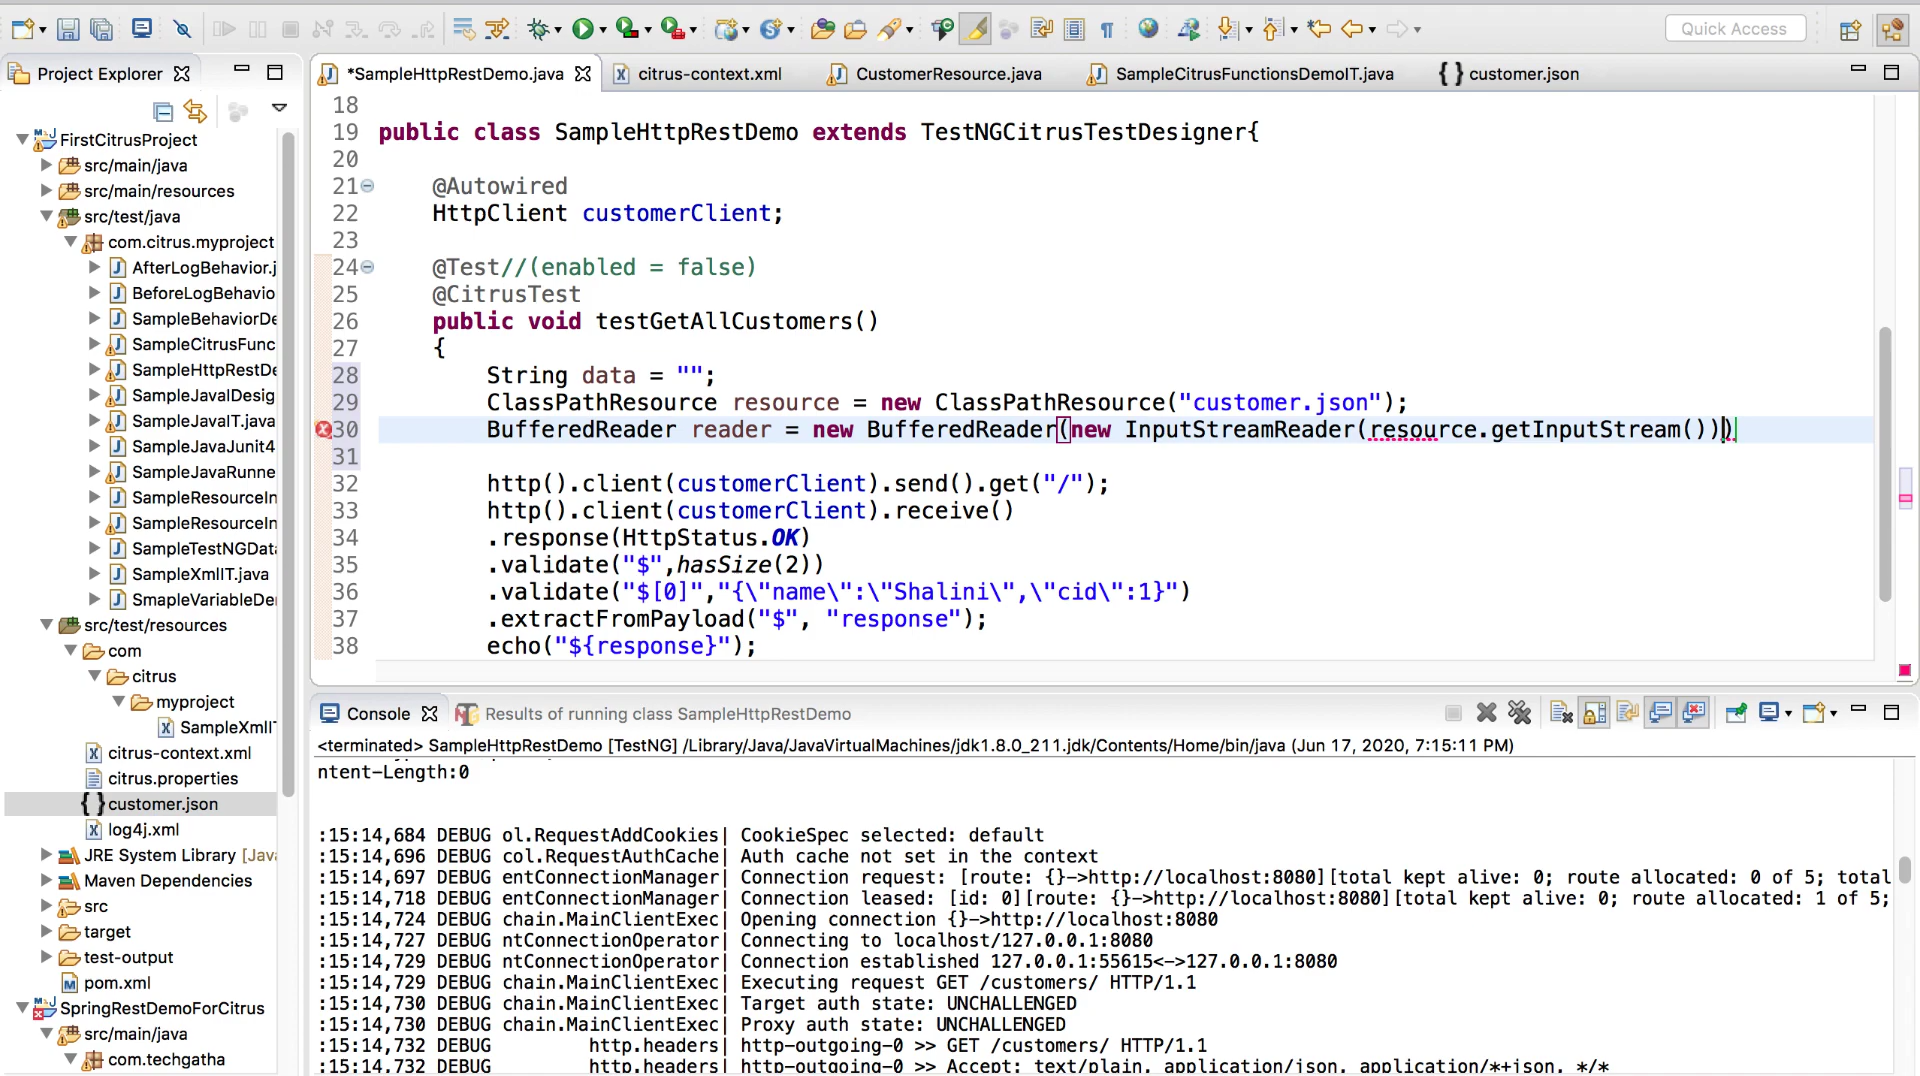 Quick Access
Project Explorer
FirstCitrusProject
src/main/java
src/main/resources
src/test/java
com.citrus.myproject
AfterLogBehavior.j
BeforeLogBehavio
SampleBehaviorDe
SampleCitrusFunc
SampleHttpRestDe
SampleJavaIDesig
SampleJavaIT.java
SampleJavaJunit4
SampleJavaRunne
SampleResourceIn
SampleResourceIn
SampleTestNGData
SampleXmlIT.java
SmapleVariableDe
src/test/resources
com
citrus
myproject
SampleXmlIT
citrus-context.xml
citrus.properties
customer.json
log4j.xml
JRE System Library [Java
Maven Dependencies
src
target
test-output
pom.xml
SpringRestDemoForCitrus
src/main/java
com.techgatha
*SampleHttpRestDemo.java
citrus-context.xml
CustomerResource.java
SampleCitrusFunctionsDemoIT.java
customer.json
18
19 public class SampleHttpRestDemo extends TestNGCitrusTestDesigner{
20
21 @Autowired
22 HttpClient customerClient;
23
24 @Test//(enabled = false)
25 @CitrusTest
26 public void testGetAllCustomers()
27 {
28 String data = "";
29 ClassPathResource resource = new ClassPathResource("customer.json");
30 BufferedReader reader = new BufferedReader(new InputStreamReader(resource.getInputStream()))
31
32 http().client(customerClient).send().get("/");
33 http().client(customerClient).receive()
34 .response(HttpStatus.OK)
35 .validate("$",hasSize(2))
36 .validate("$[0]","{\"name\":\"Shalini\",\"cid\":1}")
37 .extractFromPayload("$", "response");
38 echo("${response}");
Console
Results of running class SampleHttpRestDemo
<terminated> SampleHttpRestDemo [TestNG] /Library/Java/JavaVirtualMachines/jdk1.8.0_211.jdk/Contents/Home/bin/java (Jun 17, 2020, 7:15:11 PM)
ntent-Length:0
:15:14,684 DEBUG ol.RequestAddCookies| CookieSpec selected: default
:15:14,696 DEBUG col.RequestAuthCache| Auth cache not set in the context
:15:14,697 DEBUG entConnectionManager| Connection request: [route: {}->http://localhost:8080][total kept alive: 0; route allocated: 0 of 5; total
:15:14,718 DEBUG entConnectionManager| Connection leased: [id: 0][route: {}->http://localhost:8080][total kept alive: 0; route allocated: 1 of 5;
:15:14,724 DEBUG chain.MainClientExec| Opening connection {}->http://localhost:8080
:15:14,727 DEBUG ntConnectionOperator| Connecting to localhost/127.0.0.1:8080
:15:14,729 DEBUG ntConnectionOperator| Connection established 127.0.0.1:55615<->127.0.0.1:8080
:15:14,729 DEBUG chain.MainClientExec| Executing request GET /customers/ HTTP/1.1
:15:14,730 DEBUG chain.MainClientExec| Target auth state: UNCHALLENGED
:15:14,730 DEBUG chain.MainClientExec| Proxy auth state: UNCHALLENGED
:15:14,732 DEBUG http.headers| http-outgoing-0 >> GET /customers/ HTTP/1.1
:15:14,732 DEBUG http.headers| http-outgoing-0 >> Accept: text/plain, application/json, application/*+json, */*